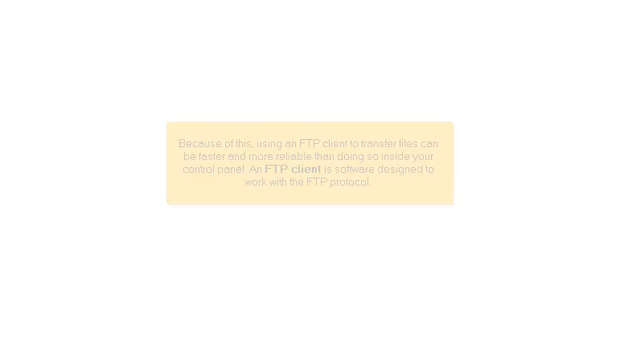 Because of this, using an FTP client to transfer files can
be faster and more reliable than doing so inside your
control panel. An FTP client is software designed to
work with the FTP protocol.